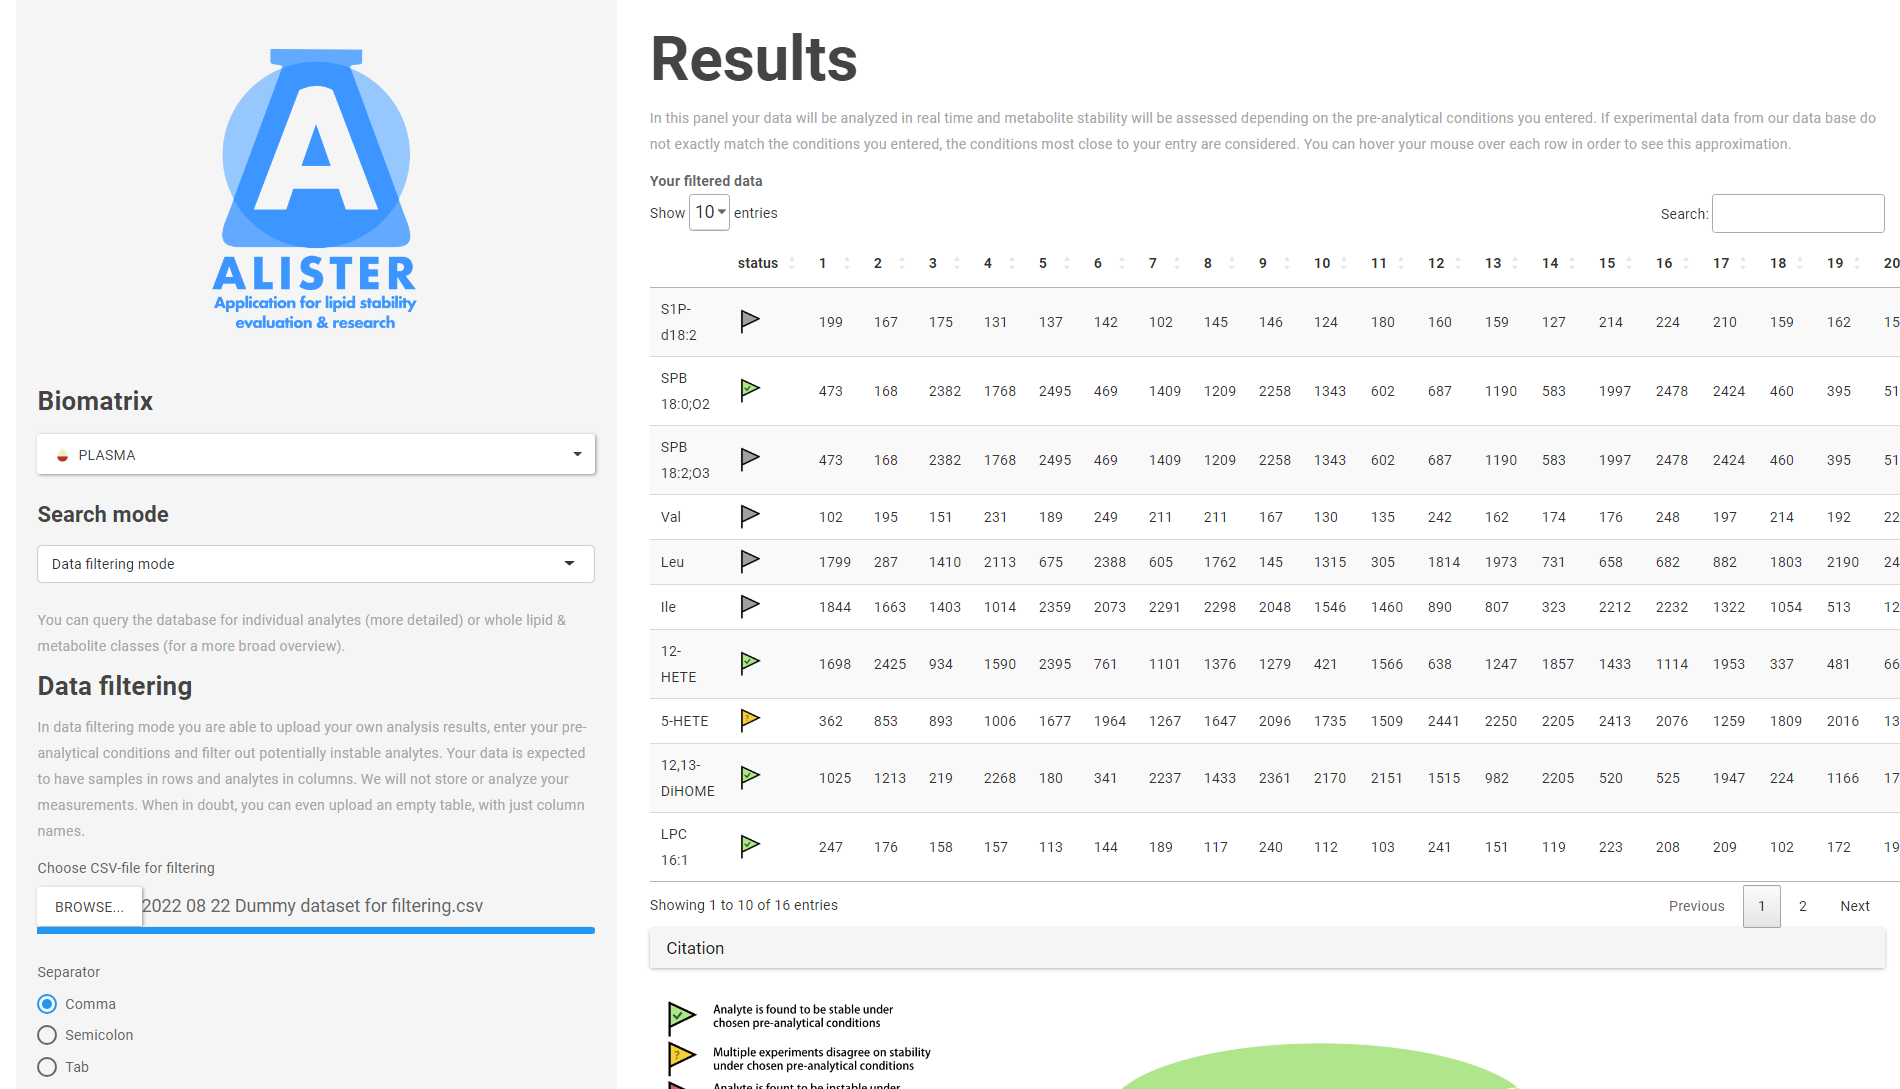 A
ALISTER
Application for lipid stability
evaluation & research
Biomatrix
PLASMA
Search mode
Data filtering mode
You can query the database for individual analytes (more detailed) or whole lipid &
metabolite classes (for a more broad overview).
Data filtering
In data filtering mode you are able to upload your own analysis results, enter your pre-
analytical conditions and filter out potentially instable analytes. Your data is expected
to have samples in rows and analytes in columns. We will not store or analyze your
measurements. When in doubt, you can even upload an empty table, with just column
names.
Choose CSV-file for filtering
BROWSE... 2022 08 22 Dummy dataset for filtering.csv
Separator
Comma
Semicolon
Tab
Results
In this panel your data will be analyzed in real time and metabolite stability will be assessed depending on the pre-analytical conditions you entered. If experimental data from our data base do
not exactly match the conditions you entered, the conditions most close to your entry are considered. You can hover your mouse over each row in order to see this approximation.
Your filtered data
Show 10 entries Search:
status 1 2 3 4 5 6 7 8 9 10 11 12 13 14 15 16 17 18 19 20
S1P-
d18:2 199 167 175 131 137 142 102 145 146 124 180 160 159 127 214 224 210 159 162 15
SPB
18:0;O2 473 168 2382 1768 2495 469 1409 1209 2258 1343 602 687 1190 583 1997 2478 2424 460 395 51
SPB
18:2;O3 473 168 2382 1768 2495 469 1409 1209 2258 1343 602 687 1190 583 1997 2478 2424 460 395 51
Val 102 195 151 231 189 249 211 211 167 130 135 242 162 174 176 248 197 214 192 22
Leu 1799 287 1410 2113 675 2388 605 1762 145 1315 305 1814 1973 731 658 682 882 1803 2190 24
Ile 1844 1663 1403 1014 2359 2073 2291 2298 2048 1546 1460 890 807 323 2212 2232 1322 1054 513 12
12-
HETE 1698 2425 934 1590 2395 761 1101 1376 1279 421 1566 638 1247 1857 1433 1114 1953 337 481 66
5-HETE ? 362 853 893 1006 1677 1964 1267 1647 2096 1735 1509 2441 2250 2205 2413 2076 1259 1809 2016 13
12,13-
DiHOME 1025 1213 219 2268 180 341 2237 1433 2361 2170 2151 1515 982 2205 520 525 1947 224 1166 17
LPC
16:1 247 176 158 157 113 144 189 117 240 112 103 241 151 119 223 208 209 102 172 19
Showing 1 to 10 of 16 entries Previous 1 2 Next
Citation
Analyte is found to be stable under
chosen pre-analytical conditions
? Multiple experiments disagree on stability
under chosen pre-analytical conditions
Analyte is fount to be instable under